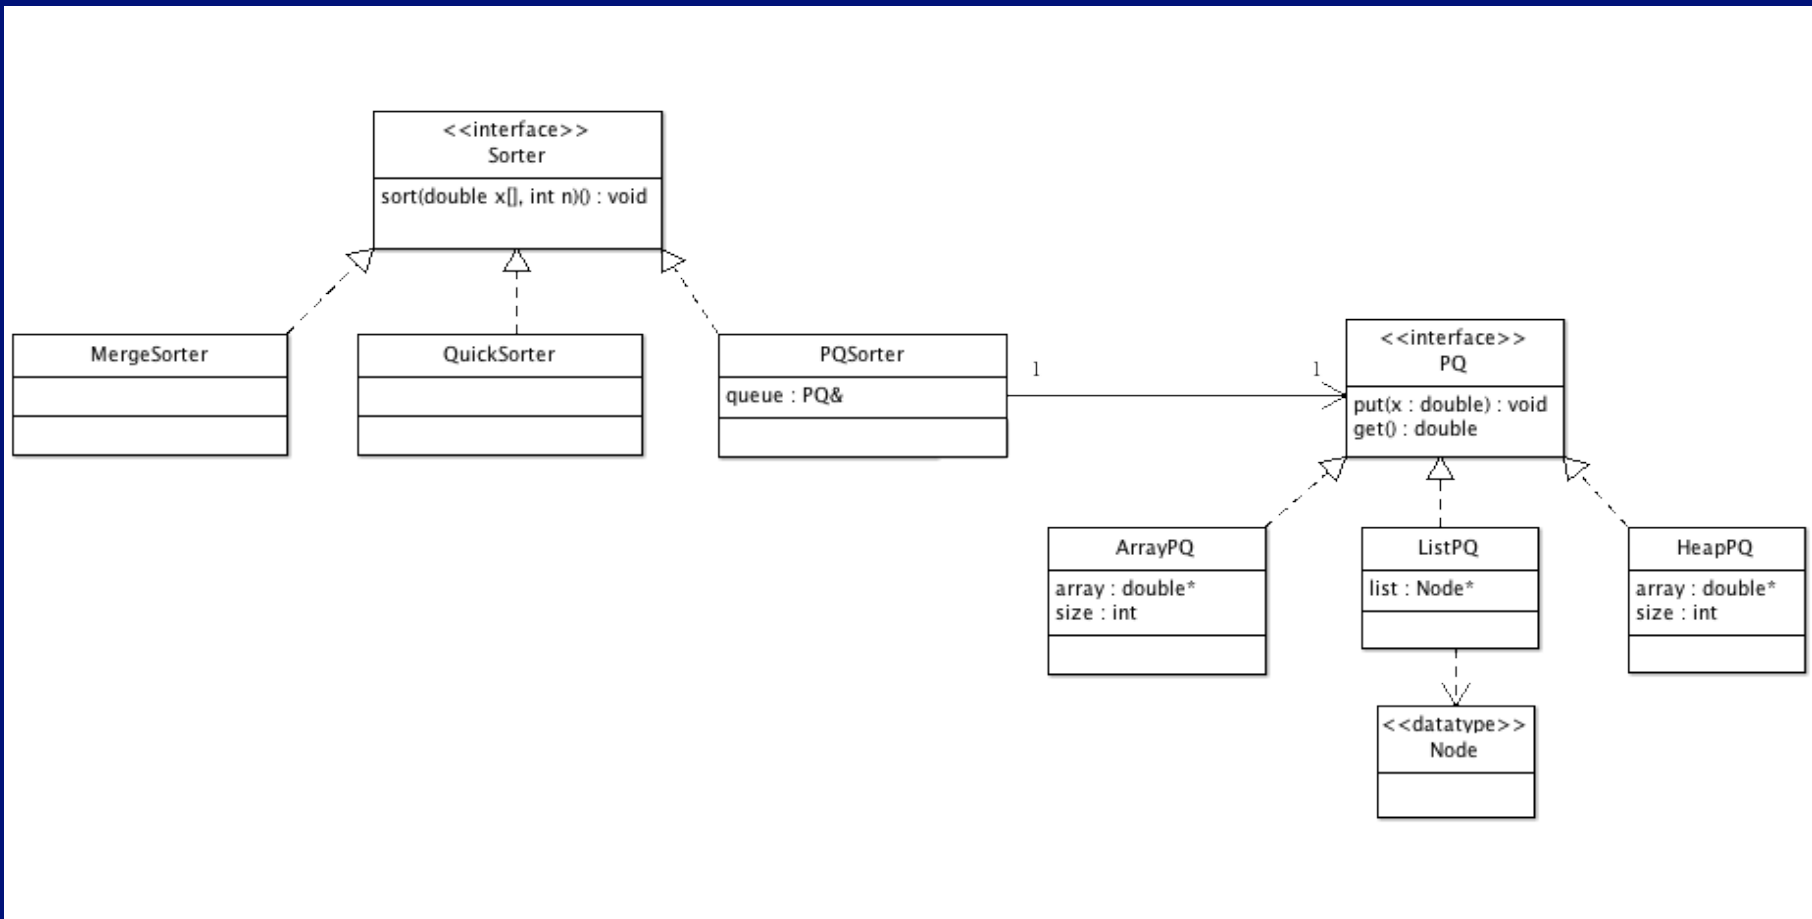 <<interface>>
Sorter
sort(double x[], int n)() : void
MergeSorter
QuickSorter
PQSorter
queue : PQ&
1
1
<<interface>>
PQ
put(x : double) : void
get() : double
ArrayPQ
array : double*
size : int
ListPQ
list : Node*
HeapPQ
array : double*
size : int
<<datatype>>
Node